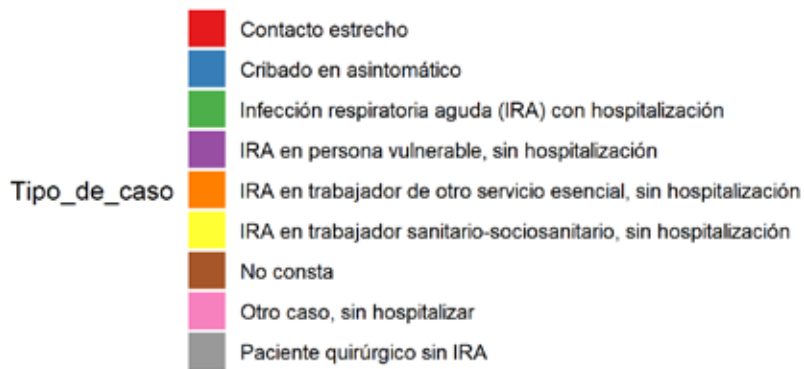 Contacto estrecho
Cribado en asintomático
Infección respiratoria aguda (IRA) con hospitalización
IRA en persona vulnerable, sin hospitalización
Tipo_de_caso
IRA en trabajador de otro servicio esencial, sin hospitalización
IRA en trabajador sanitario-sociosanitario, sin hospitalización
No consta
Otro caso, sin hospitalizar
Paciente quirúrgico sin IRA